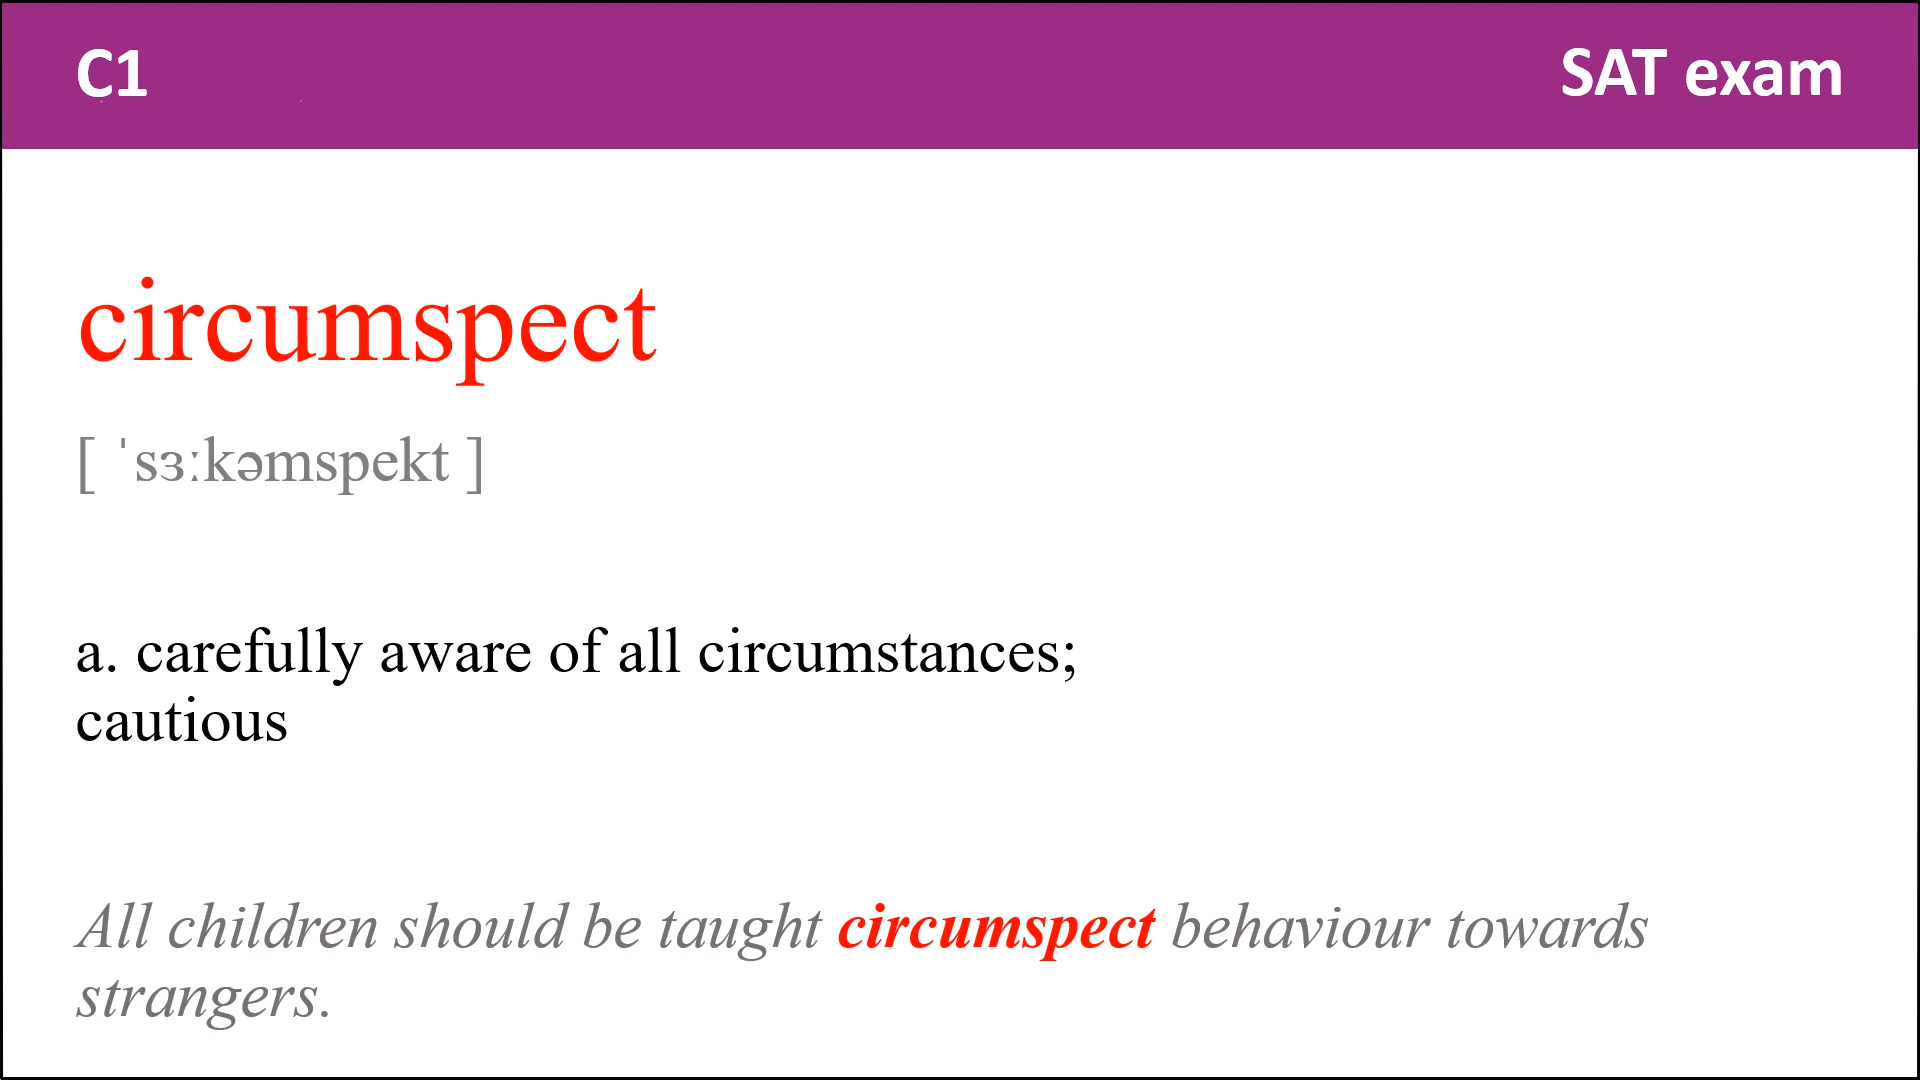 C1 SAT exam
circumspect
[ ˈsɜːkəmspekt ]
a. carefully aware of all circumstances;
cautious
All children should be taught circumspect behaviour towards
strangers.